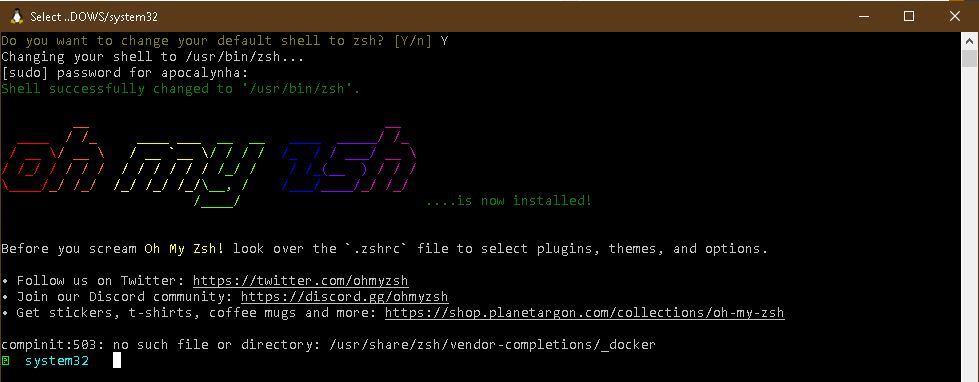 Select ..DOWS/system32
Do you want to change your default shell to zsh? [Y/n] Y
Changing your shell to /usr/bin/zsh...
[sudo] password for apocalynha:
Shell successfully changed to '/usr/bin/zsh'.
oh my zsh
....is now installed!
Before you scream Oh My Zsh! look over the `.zshrc` file to select plugins, themes, and options.
• Follow us on Twitter: https://twitter.com/ohmyzsh
• Join our Discord community: https://discord.gg/ohmyzsh
• Get stickers, t-shirts, coffee mugs and more: https://shop.planetargon.com/collections/oh-my-zsh
compinit:503: no such file or directory: /usr/share/zsh/vendor-completions/_docker
system32